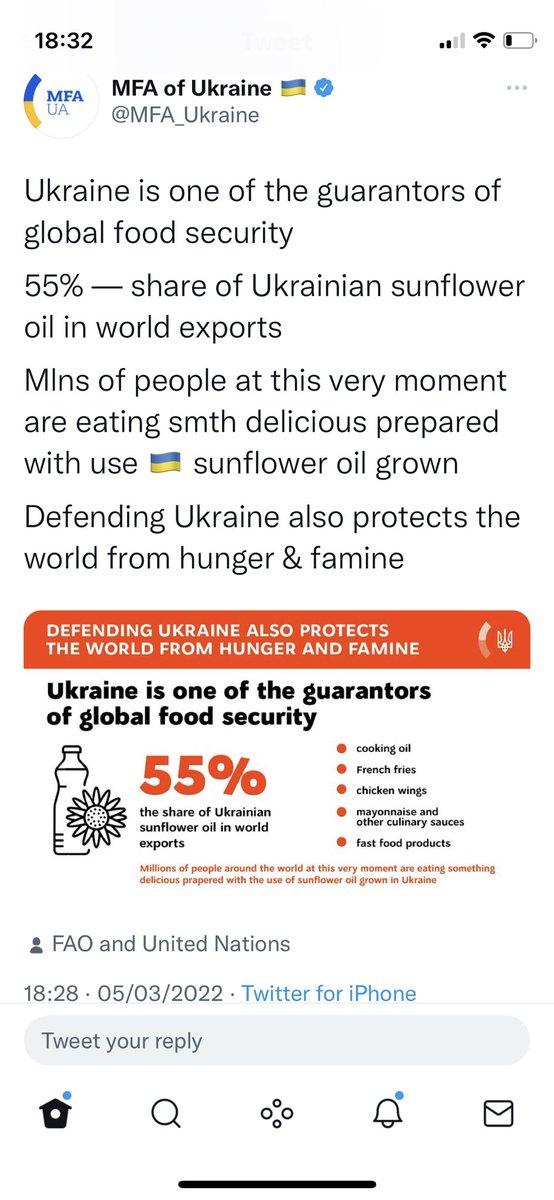 18:32
Tweet
MFA of Ukraine 🇺🇦
MFA
UA
@MFA_Ukraine
Ukraine is one of the guarantors of
global food security
55% — share of Ukrainian sunflower
oil in world exports
Mlns of people at this very moment
are eating smth delicious prepared
with use 🇺🇦 sunflower oil grown
Defending Ukraine also protects the
world from hunger & famine
DEFENDING UKRAINE ALSO PROTECTS
THE WORLD FROM HUNGER AND FAMINE
Ukraine is one of the guarantors
of global food security
55%
the share of Ukrainian
sunflower oil in world
exports
cooking oil
French fries
chicken wings
mayonnaise and
other culinary sauces
fast food products
Millions of people around the world at this very moment are eating something
delicious prapered with the use of sunflower oil grown in Ukraine
FAO and United Nations
18:28 · 05/03/2022 · Twitter for iPhone
Tweet your reply